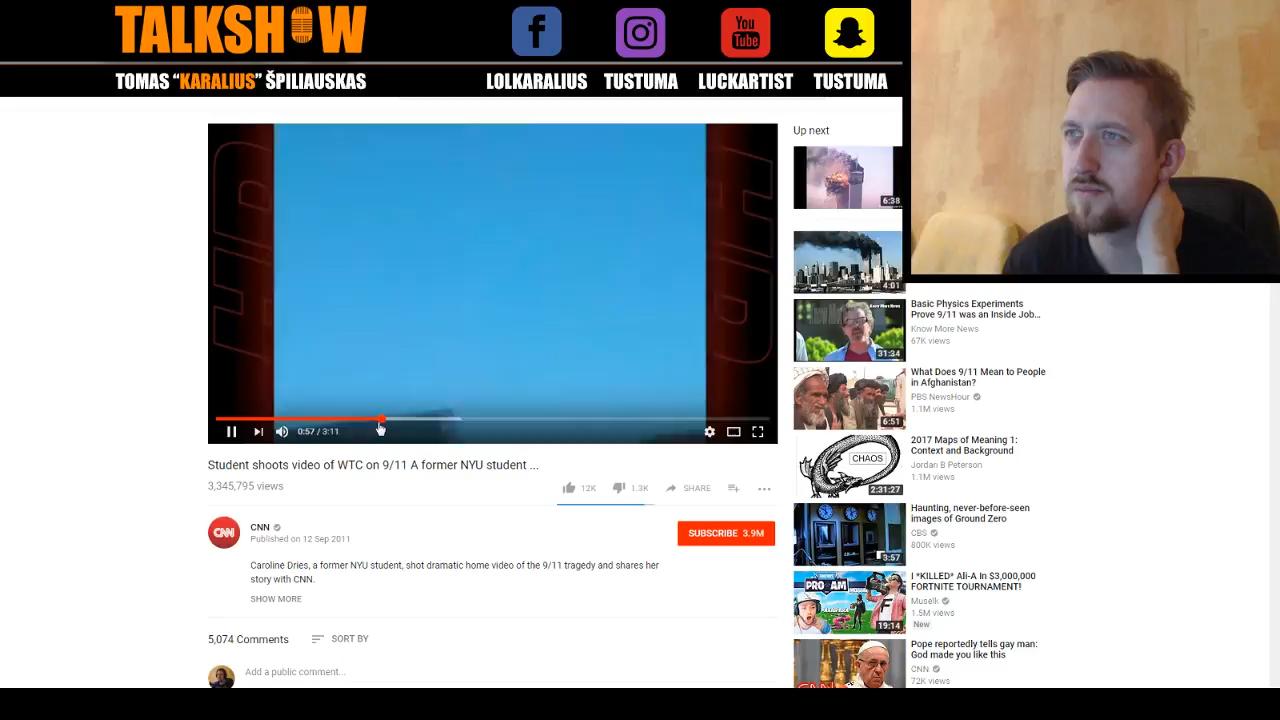 TALKSHOW
TOMAS “KARALIUS” ŠPILIAUSKAS
f
You
Tube
LOLKARALIUS
TUSTUMA
LUCKARTIST
TUSTUMA
0:57 / 3:11
Student shoots video of WTC on 9/11 A former NYU student ...
3,345,795 views
12K
1.3K
SHARE
CNN
CNN
Published on 12 Sep 2011
SUBSCRIBE 3.9M
Caroline Dries, a former NYU student, shot dramatic home video of the 9/11 tragedy and shares her
story with CNN.
SHOW MORE
5,074 Comments
SORT BY
Add a public comment...
Up next
6:38
4:01
31:34
Basic Physics Experiments
Prove 9/11 was an Inside Job...
Know More News
67K views
6:51
What Does 9/11 Mean to People
in Afghanistan?
PBS NewsHour
1.1M views
CHAOS
2:31:27
2017 Maps of Meaning 1:
Context and Background
Jordan B Peterson
1.1M views
3:57
Haunting, never-before-seen
images of Ground Zero
CBS
800K views
PRO AM
19:14
I *KILLED* Ali-A In $3,000,000
FORTNITE TOURNAMENT!
Muselk
1.5M views
New
CNN
Pope reportedly tells gay man:
God made you like this
CNN
72K views